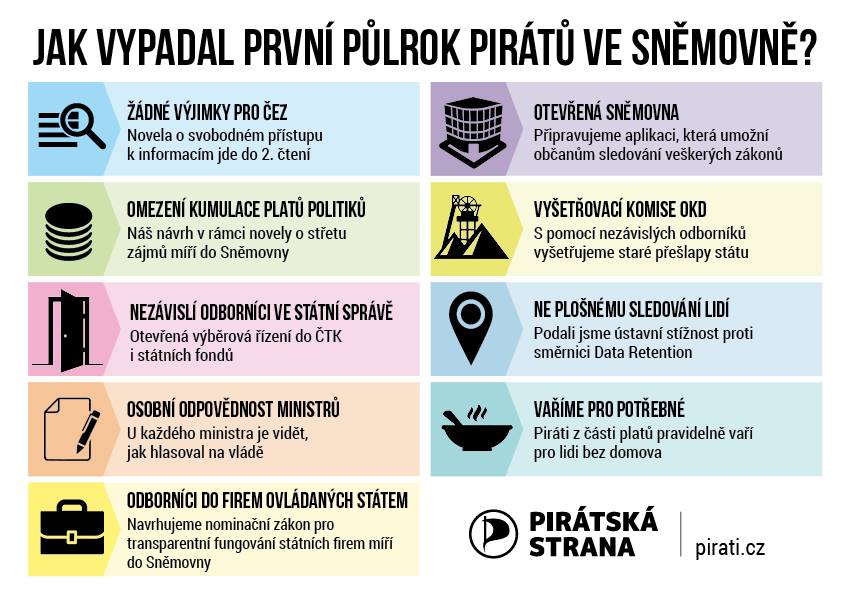 JAK VYPADAL PRVNÍ PŮLROK PIRÁTŮ VE SNĚMOVNĚ?
ŽÁDNÉ VÝJIMKY PRO ČEZ
Novela o svobodném přístupu
k informacím jde do 2. čtení
OMEZENÍ KUMULACE PLATŮ POLITIKŮ
Náš návrh v rámci novely o střetu
zájmů míří do Sněmovny
NEZÁVISLÍ ODBORNÍCI VE STÁTNÍ SPRÁVĚ
Otevřená výběrová řízení do ČTK
i státních fondů
OSOBNÍ ODPOVĚDNOST MINISTRŮ
U každého ministra je vidět,
jak hlasoval na vládě
ODBORNÍCI DO FIREM OVLÁDANÝCH STÁTEM
Navrhujeme nominační zákon pro
transparentní fungování státních firem míří
do Sněmovny
OTEVŘENÁ SNĚMOVNA
Připravujeme aplikaci, která umožní
občanům sledování veškerých zákonů
VYŠETŘOVACÍ KOMISE OKD
S pomocí nezávislých odborníků
vyšetřujeme staré přešlapy státu
NE PLOŠNÉMU SLEDOVÁNÍ LIDÍ
Podali jsme ústavní stížnost proti
směrnici Data Retention
VAŘÍME PRO POTŘEBNÉ
Piráti z části platů pravidelně vaří
pro lidi bez domova
PIRÁTSKÁ
STRANA
pirati.cz